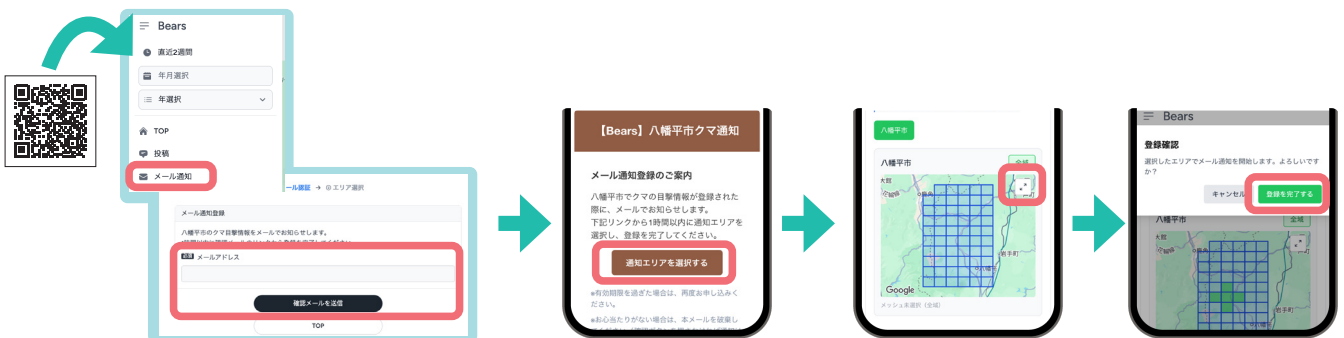 Bears
直近2週間
年月選択
年選択
TOP
投稿
メール通知
ール確認 → ⊙エリア選択
メール通知登録
八幡平市のクマ目撃情報をメールでお知らせします。
必須 メールアドレス
確認メールを送信
TOP
【Bears】八幡平市クマ通知
メール通知登録のご案内
八幡平市でクマの目撃情報が登録された
際に、メールでお知らせします。
下記リンクから1時間以内に通知エリアを
選択し、登録を完了してください。
通知エリアを選択する
※有効期限を過ぎた場合は、再度お申し込みく
ださい。
※お心当たりがない場合は、本メールを破棄し
八幡平市
八幡平市
全域
大館
岩手町
Google
メッシュ未選択(全域)
Bears
登録確認
選択したエリアでメール通知を開始します。よろしいです
か?
キャンセル
登録を完了する
八幡平市
全域
大館
岩手町